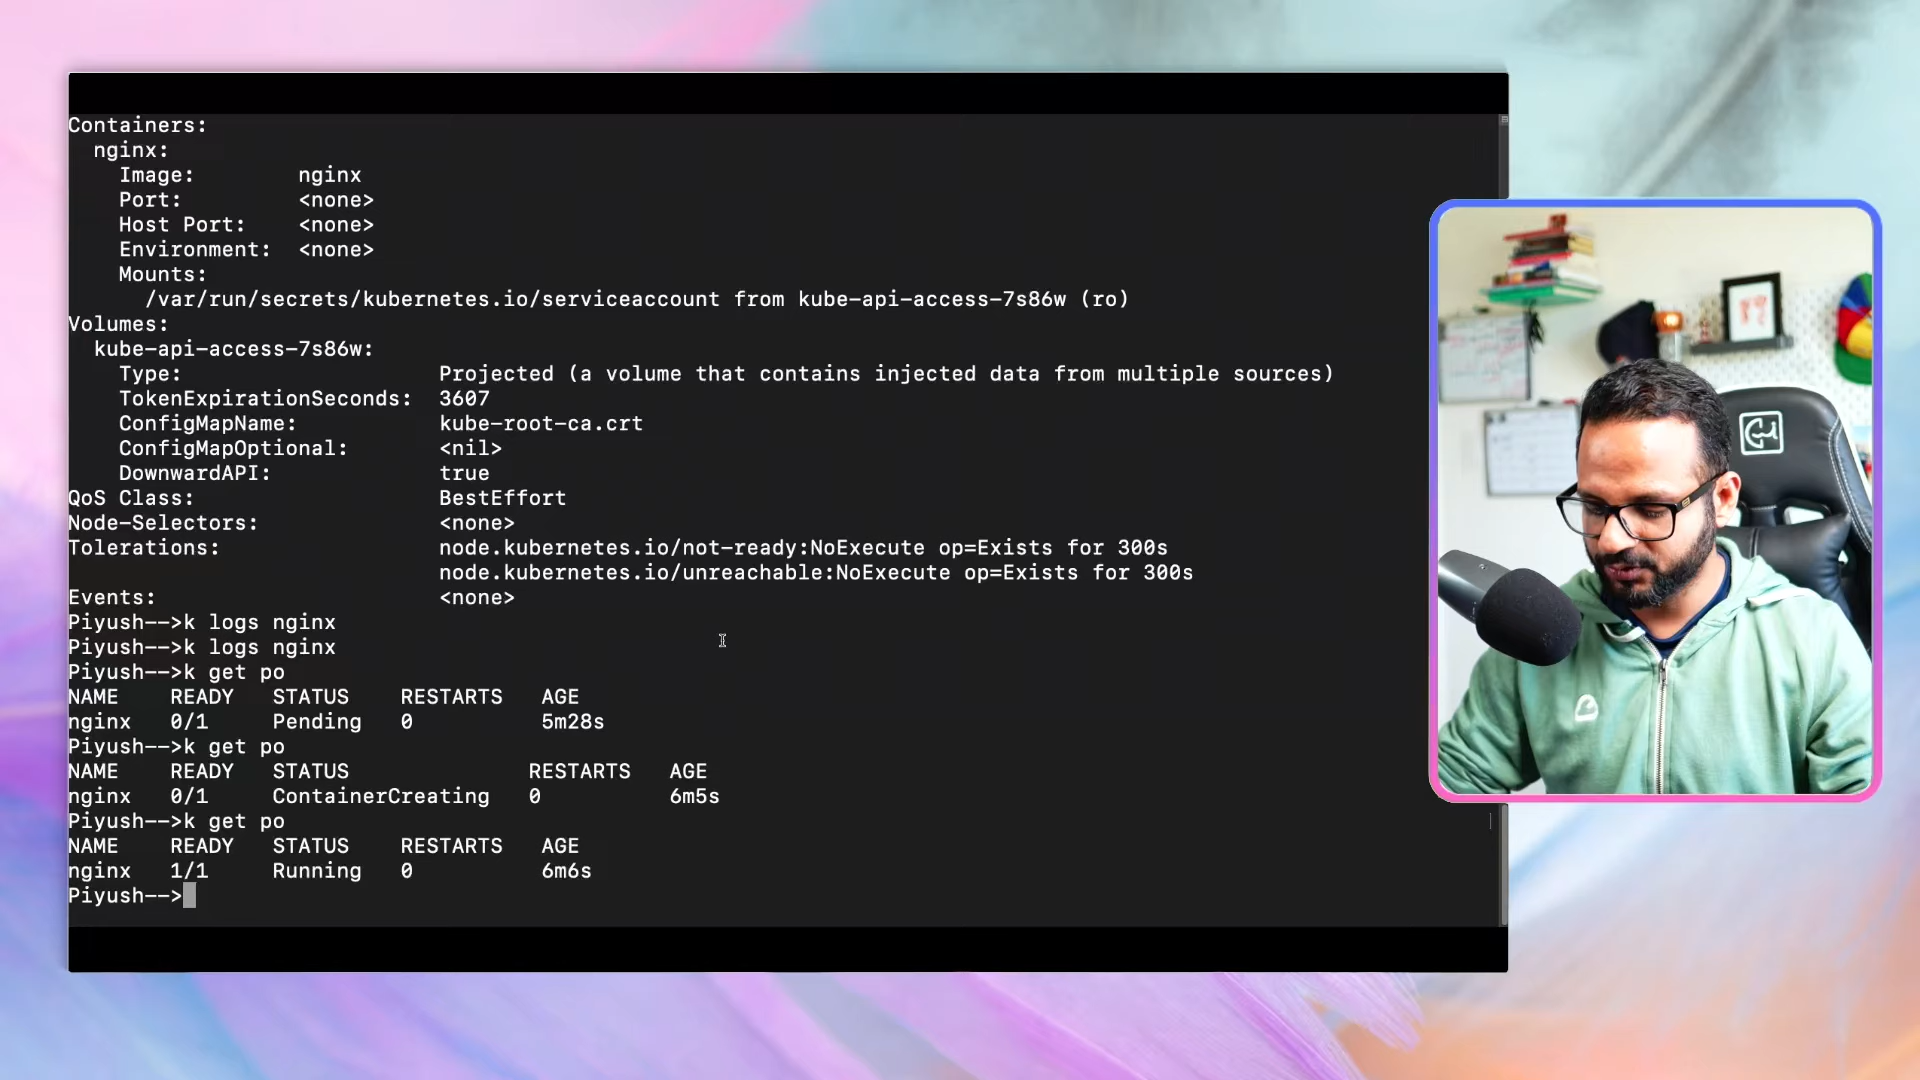 Containers:
nginx:
Image: nginx
Port: <none>
Host Port: <none>
Environment: <none>
Mounts:
/var/run/secrets/kubernetes.io/serviceaccount from kube-api-access-7s86w (ro)
Volumes:
kube-api-access-7s86w:
Type: Projected (a volume that contains injected data from multiple sources)
TokenExpirationSeconds: 3607
ConfigMapName: kube-root-ca.crt
ConfigMapOptional: <nil>
DownwardAPI: true
QoS Class: BestEffort
Node-Selectors: <none>
Tolerations: node.kubernetes.io/not-ready:NoExecute op=Exists for 300s
node.kubernetes.io/unreachable:NoExecute op=Exists for 300s
Events: <none>
Piyush-->k logs nginx
Piyush-->k logs nginx
Piyush-->k get po
NAME READY STATUS RESTARTS AGE
nginx 0/1 Pending 0 5m28s
Piyush-->k get po
NAME READY STATUS RESTARTS AGE
nginx 0/1 ContainerCreating 0 6m5s
Piyush-->k get po
NAME READY STATUS RESTARTS AGE
nginx 1/1 Running 0 6m6s
Piyush-->